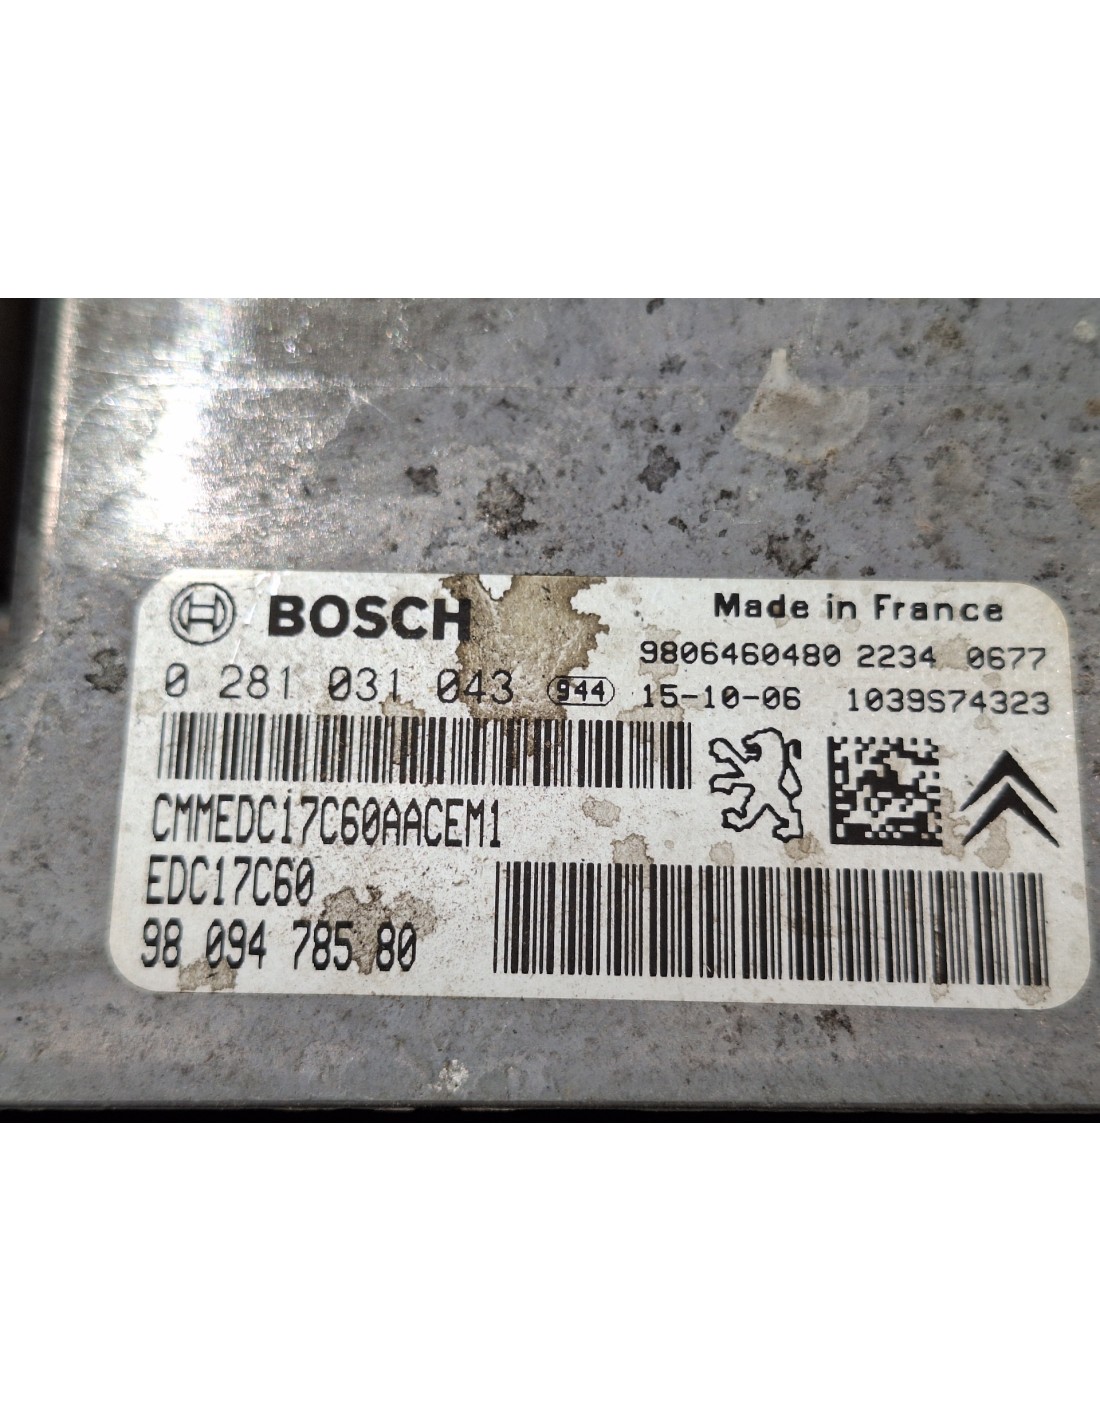 BOSCH
Made in France
9806460480 2234 0677
0 281 031 043 944 15-10-06 1039S74323
CMMEDC17C60AACEM1
EDC17C60
98 094 785 80